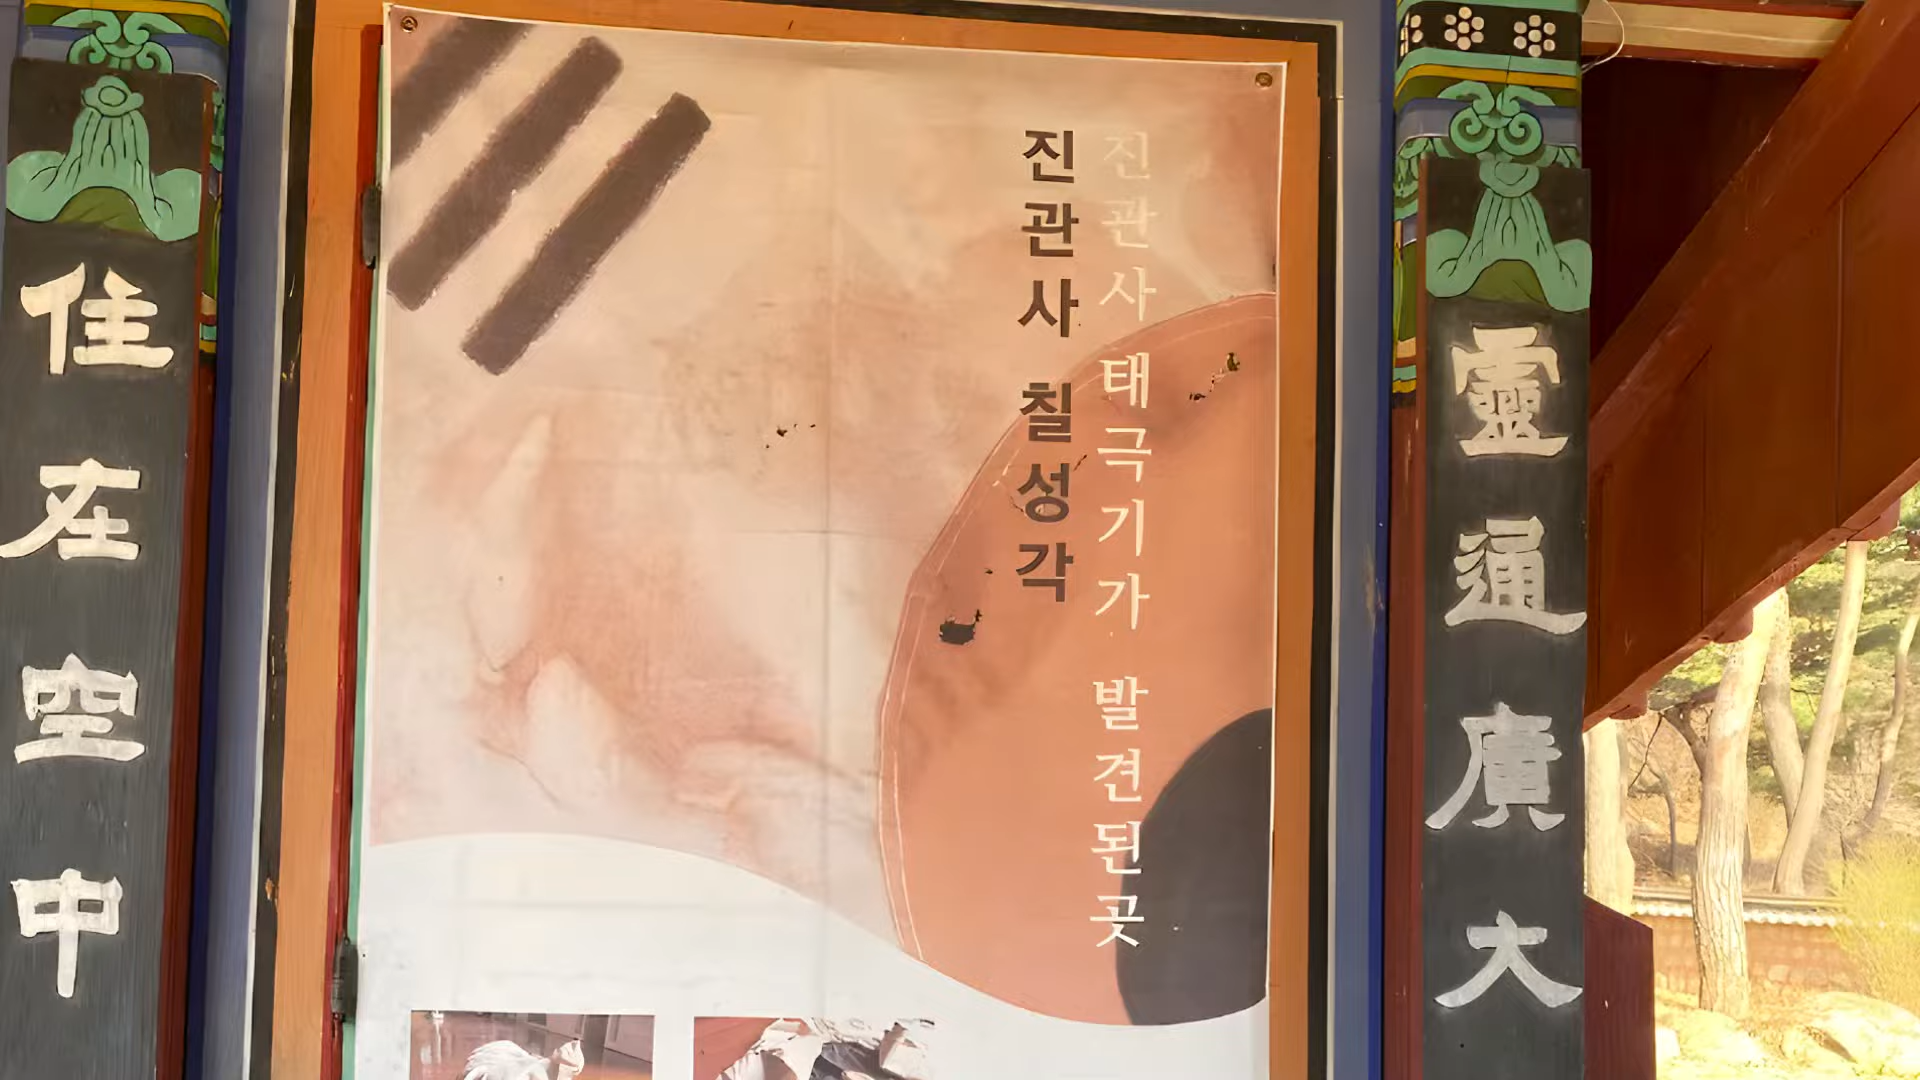 靈通廣大
진관사 태극기가 발견된 곳
진관사 칠성각
住在空中